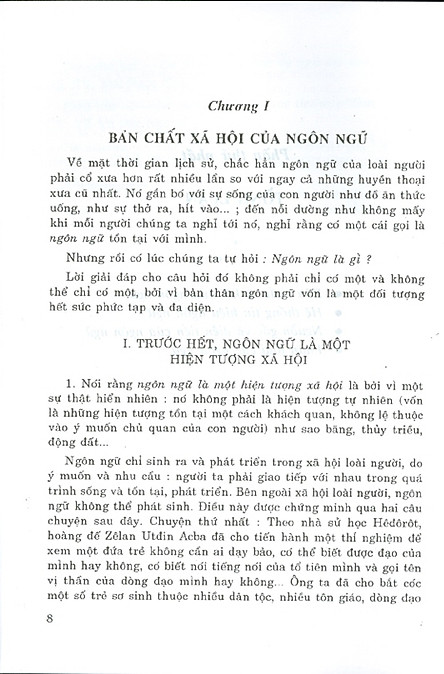 Chương I
BẢN CHẤT XÃ HỘI CỦA NGÔN NGỮ
Về mặt thời gian lịch sử, chắc hẳn ngôn ngữ của loài người
phải cổ xưa hơn rất nhiều lần so với ngay cả những huyền thoại
xưa cũ nhất. Nó gắn bó với sự sống của con người như đồ ăn thức
uống, như sự thở ra, hít vào... ; đến nỗi dường như không mấy
khi mỗi người chúng ta nghĩ tới nó, nghĩ rằng có một cái gọi là
ngôn ngữ tồn tại với mình.
Nhưng rồi có lúc chúng ta tự hỏi : Ngôn ngữ là gì ?
Lời giải đáp cho câu hỏi đó không phải chỉ có một và không
thể chỉ có một, bởi vì bản thân ngôn ngữ vốn là một đối tượng
hết sức phức tạp và đa diện.
I. TRƯỚC HẾT, NGÔN NGỮ LÀ MỘT
HIỆN TƯỢNG XÃ HỘI
1. Nói rằng ngôn ngữ là một hiện tượng xã hội là bởi vì một
sự thật hiển nhiên : nó không phải là hiện tượng tự nhiên (vốn
là những hiện tượng tồn tại một cách khách quan, không lệ thuộc
vào ý muốn chủ quan của con người) như sao băng, thủy triều,
động đất...
Ngôn ngữ chỉ sinh ra và phát triển trong xã hội loài người, do
ý muốn và nhu cầu : người ta phải giao tiếp với nhau trong quá
trình sống và tồn tại, phát triển. Bên ngoài xã hội loài người, ngôn
ngữ không thể phát sinh. Điều này được chứng minh qua hai câu
chuyện sau đây. Chuyện thứ nhất : Theo nhà sử học Hêđôrôt,
hoàng đế Zêlan Utđin Acba đã cho tiến hành một thí nghiệm để
xem một đứa trẻ không cần ai dạy bảo, có thể biết được đạo của
mình hay không, có biết nói tiếng nói của tổ tiên mình và gọi tên
vị thần của dòng đạo mình hay không... Ông ta đã cho bắt cóc
một số trẻ sơ sinh thuộc nhiều dân tộc, nhiều tôn giáo, dòng đạo
8